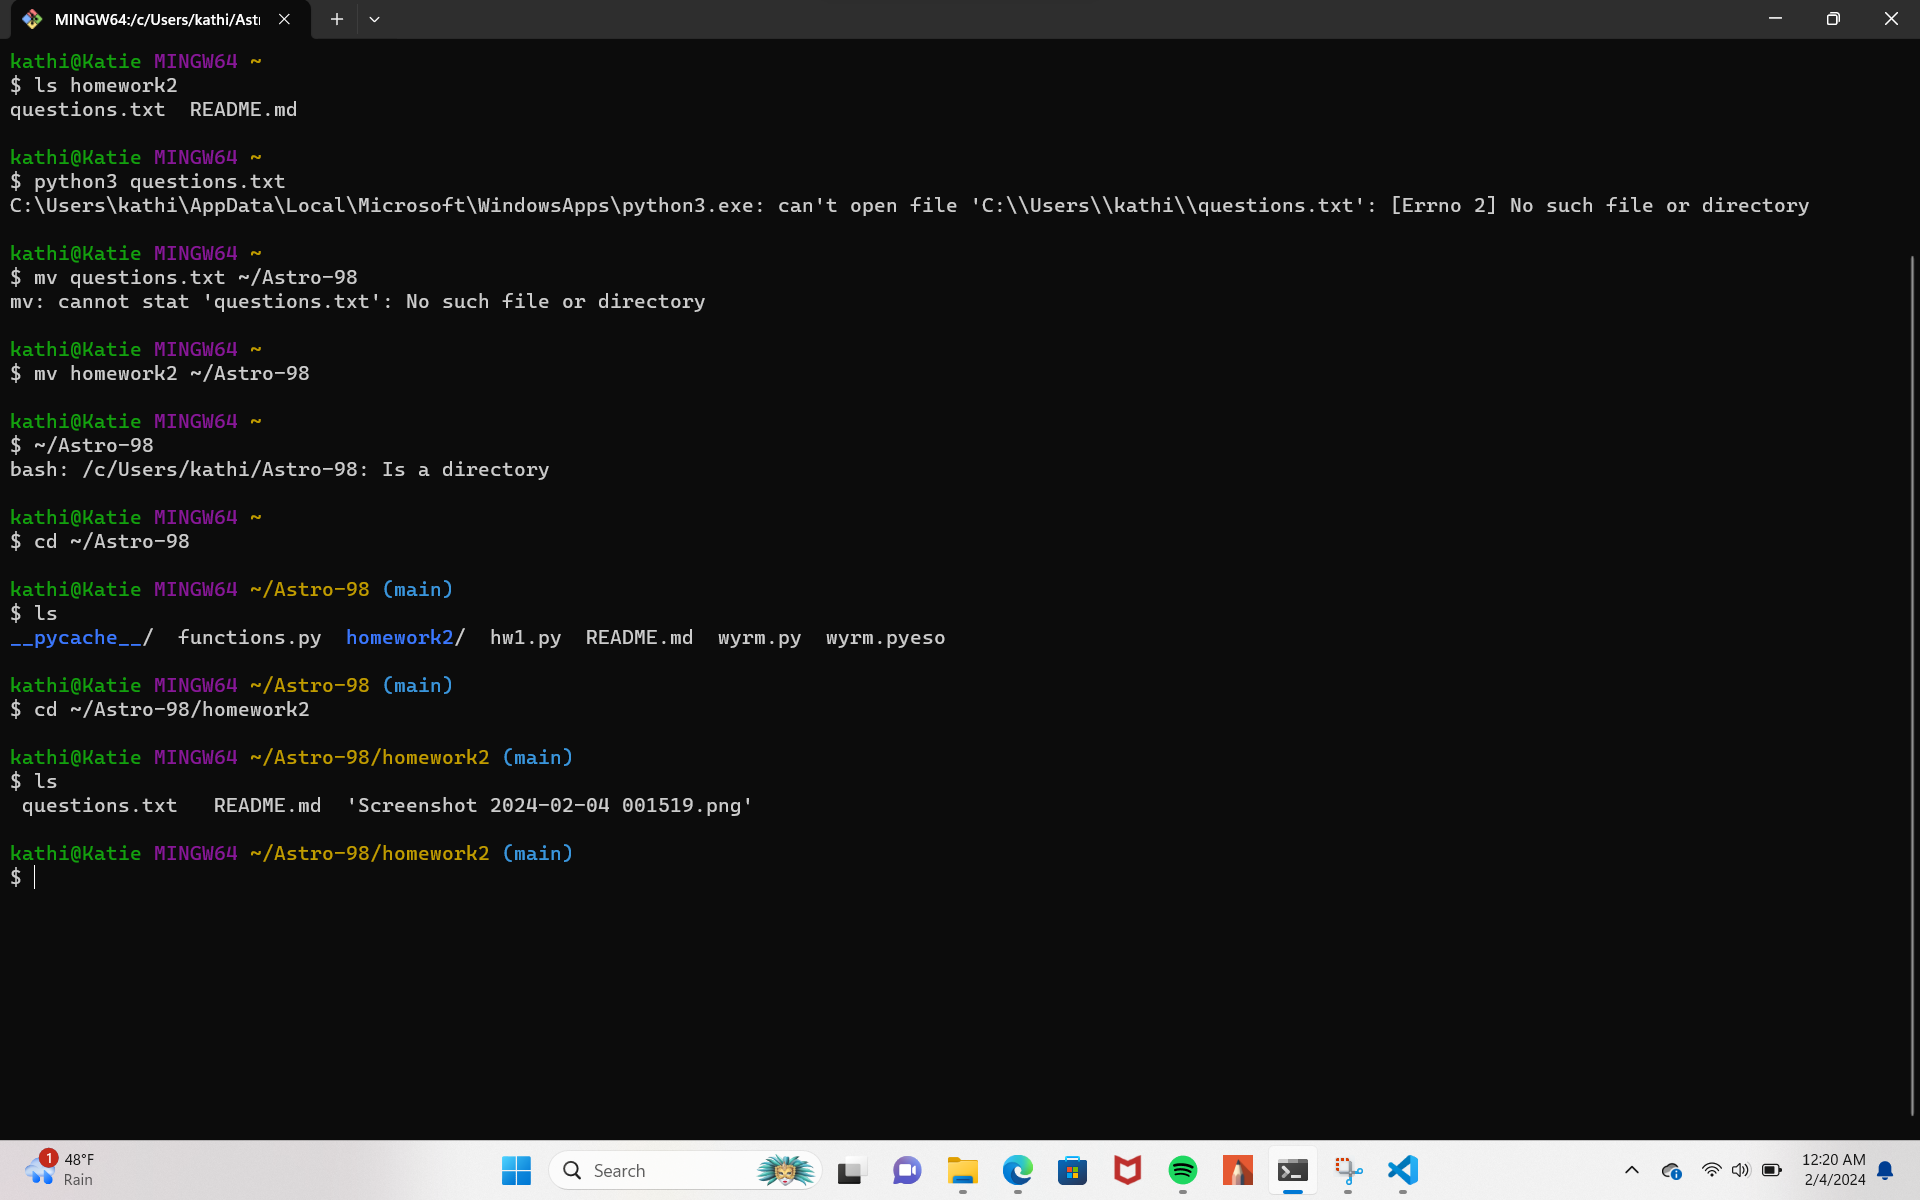 MINGW64:/c/Users/kathi/Astr
kathi@Katie MINGW64 ~
$ ls homework2
questions.txt  README.md
kathi@Katie MINGW64 ~
$ python3 questions.txt
C:\Users\kathi\AppData\Local\Microsoft\WindowsApps\python3.exe: can't open file 'C:\\Users\\kathi\\questions.txt': [Errno 2] No such file or directory
kathi@Katie MINGW64 ~
$ mv questions.txt ~/Astro-98
mv: cannot stat 'questions.txt': No such file or directory
kathi@Katie MINGW64 ~
$ mv homework2 ~/Astro-98
kathi@Katie MINGW64 ~
$ ~/Astro-98
bash: /c/Users/kathi/Astro-98: Is a directory
kathi@Katie MINGW64 ~
$ cd ~/Astro-98
kathi@Katie MINGW64 ~/Astro-98 (main)
$ ls
__pycache__/  functions.py  homework2/  hw1.py  README.md  wyrm.py  wyrm.pyeso
kathi@Katie MINGW64 ~/Astro-98 (main)
$ cd ~/Astro-98/homework2
kathi@Katie MINGW64 ~/Astro-98/homework2 (main)
$ ls
questions.txt   README.md  'Screenshot 2024-02-04 001519.png'
kathi@Katie MINGW64 ~/Astro-98/homework2 (main)
$
1
48°F
Rain
Search
12:20 AM
2/4/2024